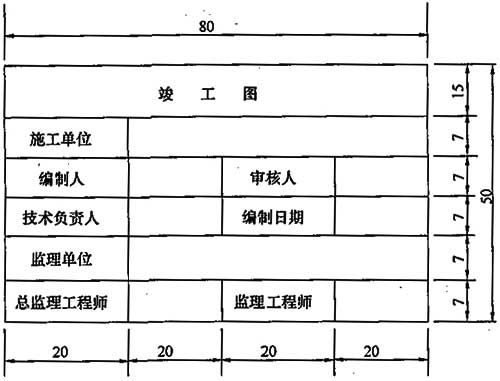 80
竣 工 图
15
施工单位
7
编制人 审核人
7
50
技术负责人 编制日期
7
监理单位
7
总监理工程师 监理工程师
7
20 20 20 20